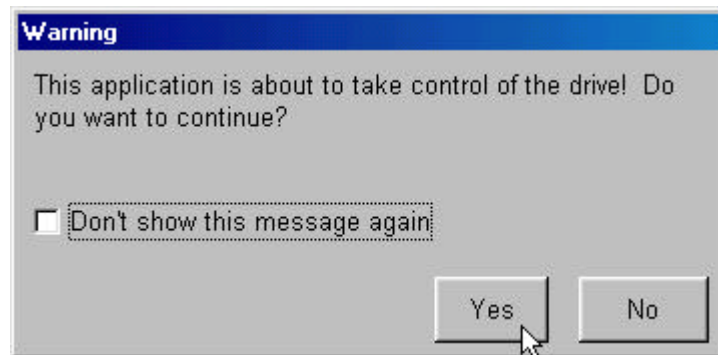 Warning
This application is about to take control of the drive!  Do
you want to continue?
Don't show this message again
Yes No